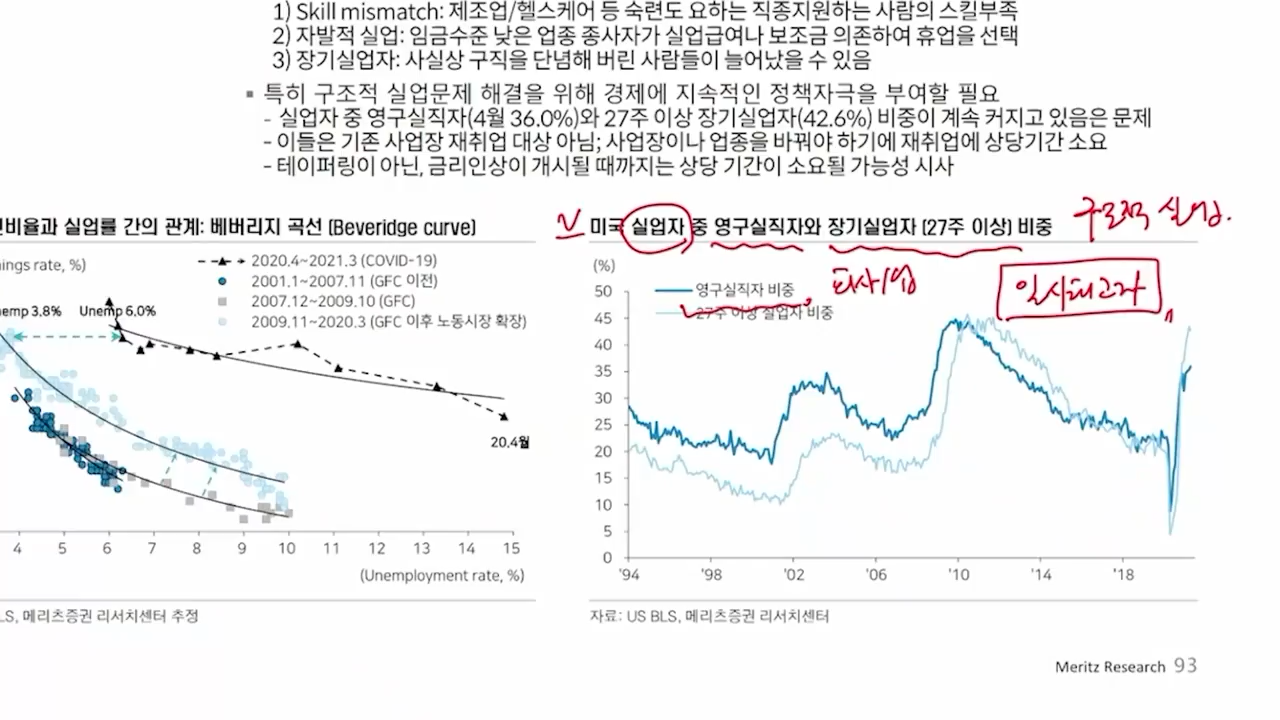 1) Skill mismatch: 제조업/헬스케어 등 숙련도 요하는 직종지원하는 사람의 스킬부족
2) 자발적 실업: 임금수준 낮은 업종 종사자가 실업급여나 보조금 의존하여 휴업을 선택
3) 장기실업자: 사실상 구직을 단념해 버린 사람들이 늘어났을 수 있음
▪ 특히 구조적 실업문제 해결을 위해 경제에 지속적인 정책자극을 부여할 필요
- 실업자 중 영구실직자(4월 36.0%)와 27주 이상 장기실업자(42.6%) 비중이 계속 커지고 있음은 문제
- 이들은 기존 사업장 재취업 대상 아님; 사업장이나 업종을 바꿔야 하기에 재취업에 상당기간 소요
- 테이퍼링이 아닌, 금리인상이 개시될 때까지는 상당 기간이 소요될 가능성 시사
비율과 실업률 간의 관계: 베버리지 곡선 (Beveridge curve)
nings rate, %)
2020.4~2021.3 (COVID-19)
2001.1~2007.11 (GFC 이전)
2007.12~2009.10 (GFC)
2009.11~2020.3 (GFC 이후 노동시장 확장)
nemp 3.8%
Unemp 6.0%
20.4월
4 5 6 7 8 9 10 11 12 13 14 15
(Unemployment rate, %)
LS, 메리츠증권 리서치센터 추정
미국 실업자 중 영구실직자와 장기실업자 (27주 이상) 비중
구조적 실업.
(%)
영구실직자 비중
27주 이상 실업자 비중
일시해고자
50
45
40
35
30
25
20
15
10
5
0
'94 '98 '02 '06 '10 '14 '18
자료: US BLS, 메리츠증권 리서치센터
Meritz Research 93